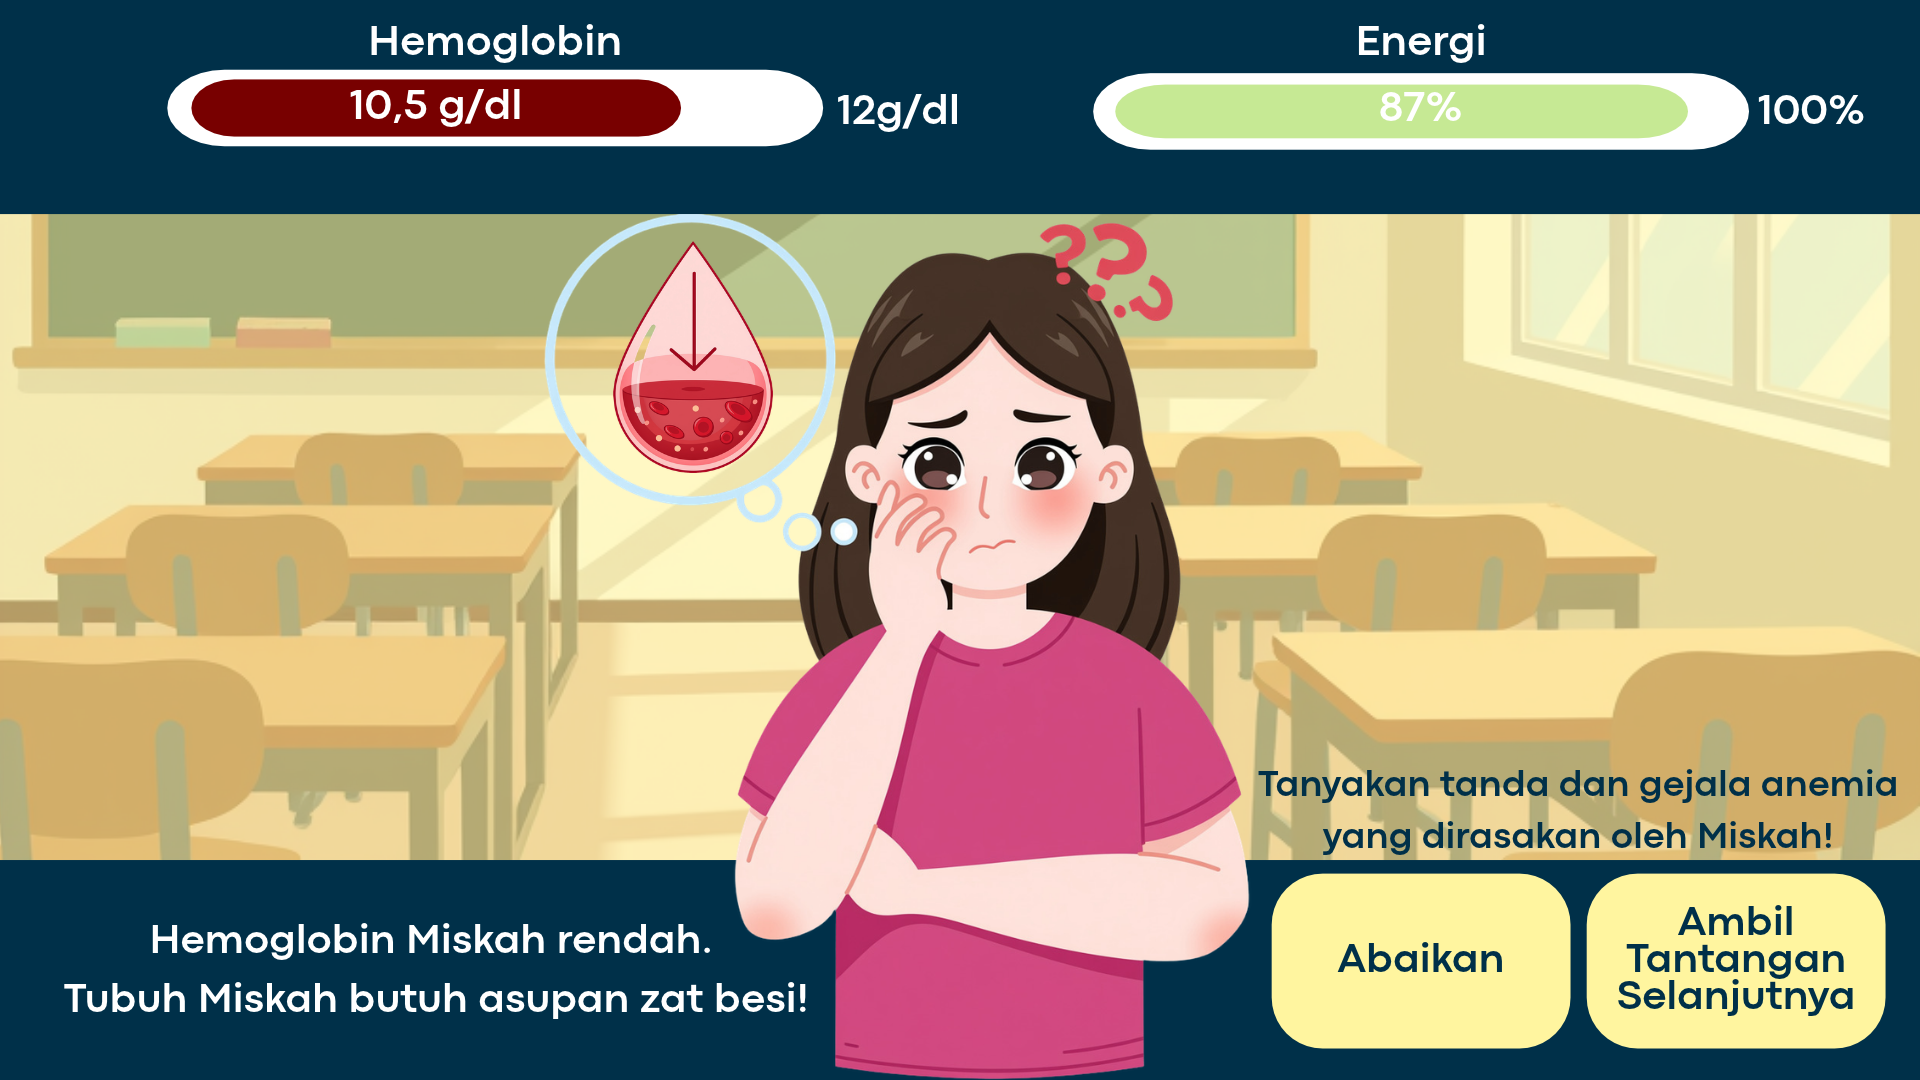 Hemoglobin
10,5 g/dl
12g/dl
Energi
87%
100%
???
Tanyakan tanda dan gejala anemia
yang dirasakan oleh Miskah!
Hemoglobin Miskah rendah.
Tubuh Miskah butuh asupan zat besi!
Abaikan
Ambil
Tantangan
Selanjutnya